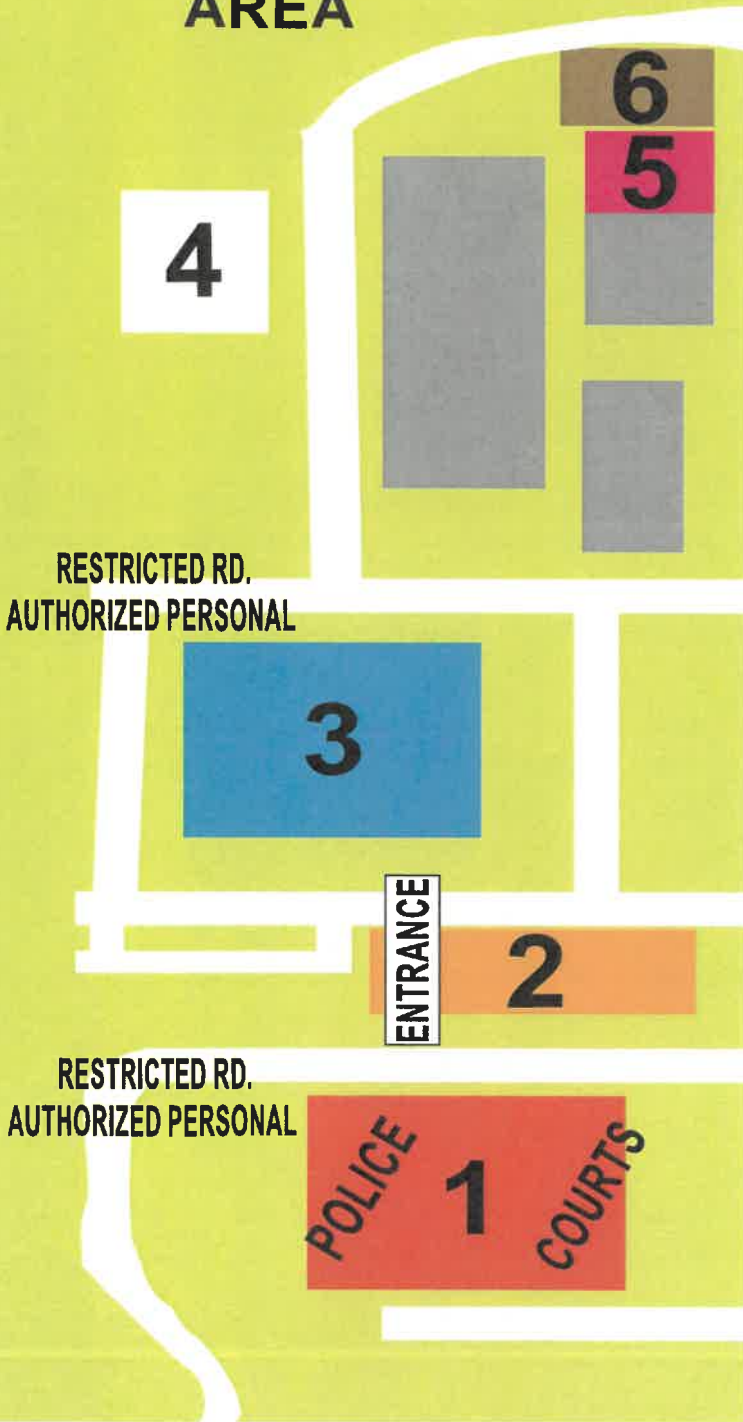 AREA
6
5
4
RESTRICTED RD.
AUTHORIZED PERSONAL
3
ENTRANCE
2
RESTRICTED RD.
AUTHORIZED PERSONAL
POLICE
1
COURTS